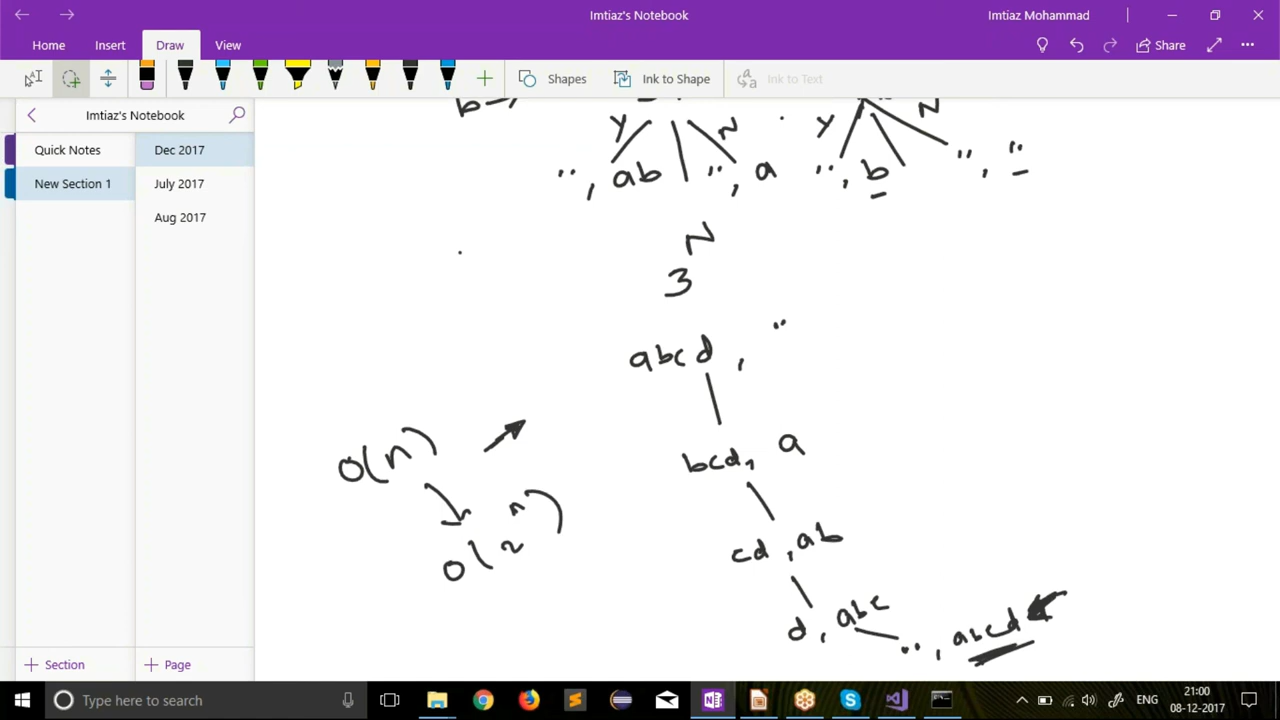 Imtiaz's Notebook
Imtiaz Mohammad
Home Insert Draw View
Share
Shapes
Ink to Shape
Ink to Text
Imtiaz's Notebook
Quick Notes
New Section 1
Dec 2017
July 2017
Aug 2017
Section
Page
b→
Y N Y N
", ab ", a ", b ", "
N
3
abcd, "
bcd, a
cd, ab
d, abc
", abcd
O(n)
O(2^n)
Type here to search
ENG
21:00
08-12-2017